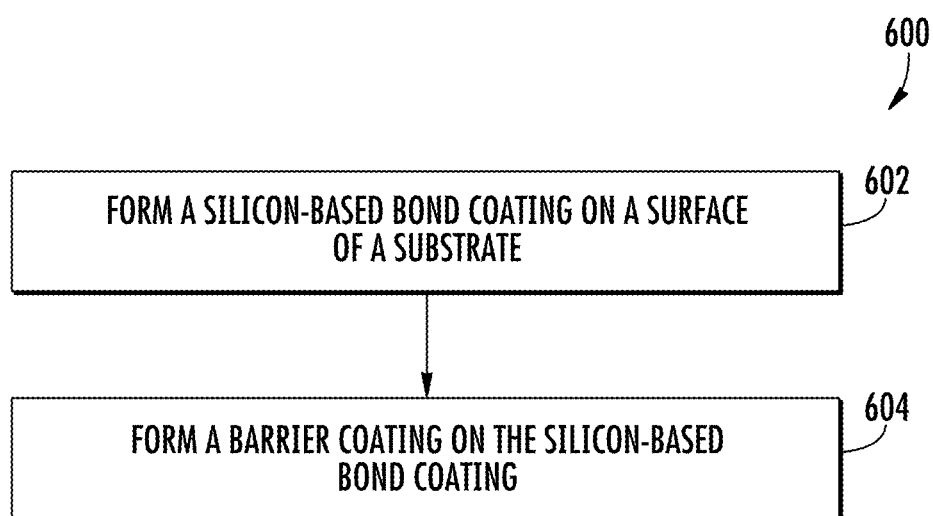 600
602
FORM A SILICON-BASED BOND COATING ON A SURFACE
OF A SUBSTRATE
604
FORM A BARRIER COATING ON THE SILICON-BASED
BOND COATING